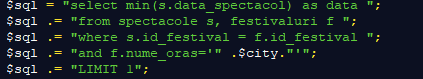 $sql = "select min(s.data_spectacol) as data ";
$sql .= "from spectacole s, festivaluri f ";
$sql .= "where s.id_festival = f.id_festival ";
$sql .= "and f.nume_oras='" .$city."'";
$sql .= "LIMIT 1";